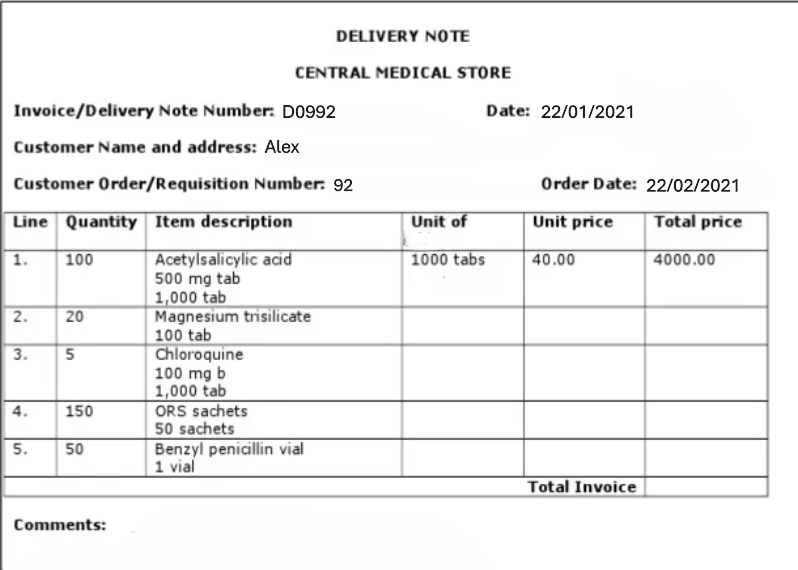 DELIVERY NOTE
CENTRAL MEDICAL STORE
Invoice/Delivery Note Number: D0992 Date: 22/01/2021
Customer Name and address: Alex
Customer Order/Requisition Number: 92 Order Date: 22/02/2021
Line Quantity Item description Unit of Unit price Total price
1. 100 Acetylsalicylic acid 1000 tabs 40.00 4000.00
500 mg tab
1,000 tab
2. 20 Magnesium trisilicate
100 tab
3. 5 Chloroquine
100 mg b
1,000 tab
4. 150 ORS sachets
50 sachets
5. 50 Benzyl penicillin vial
1 vial
Total Invoice
Comments: